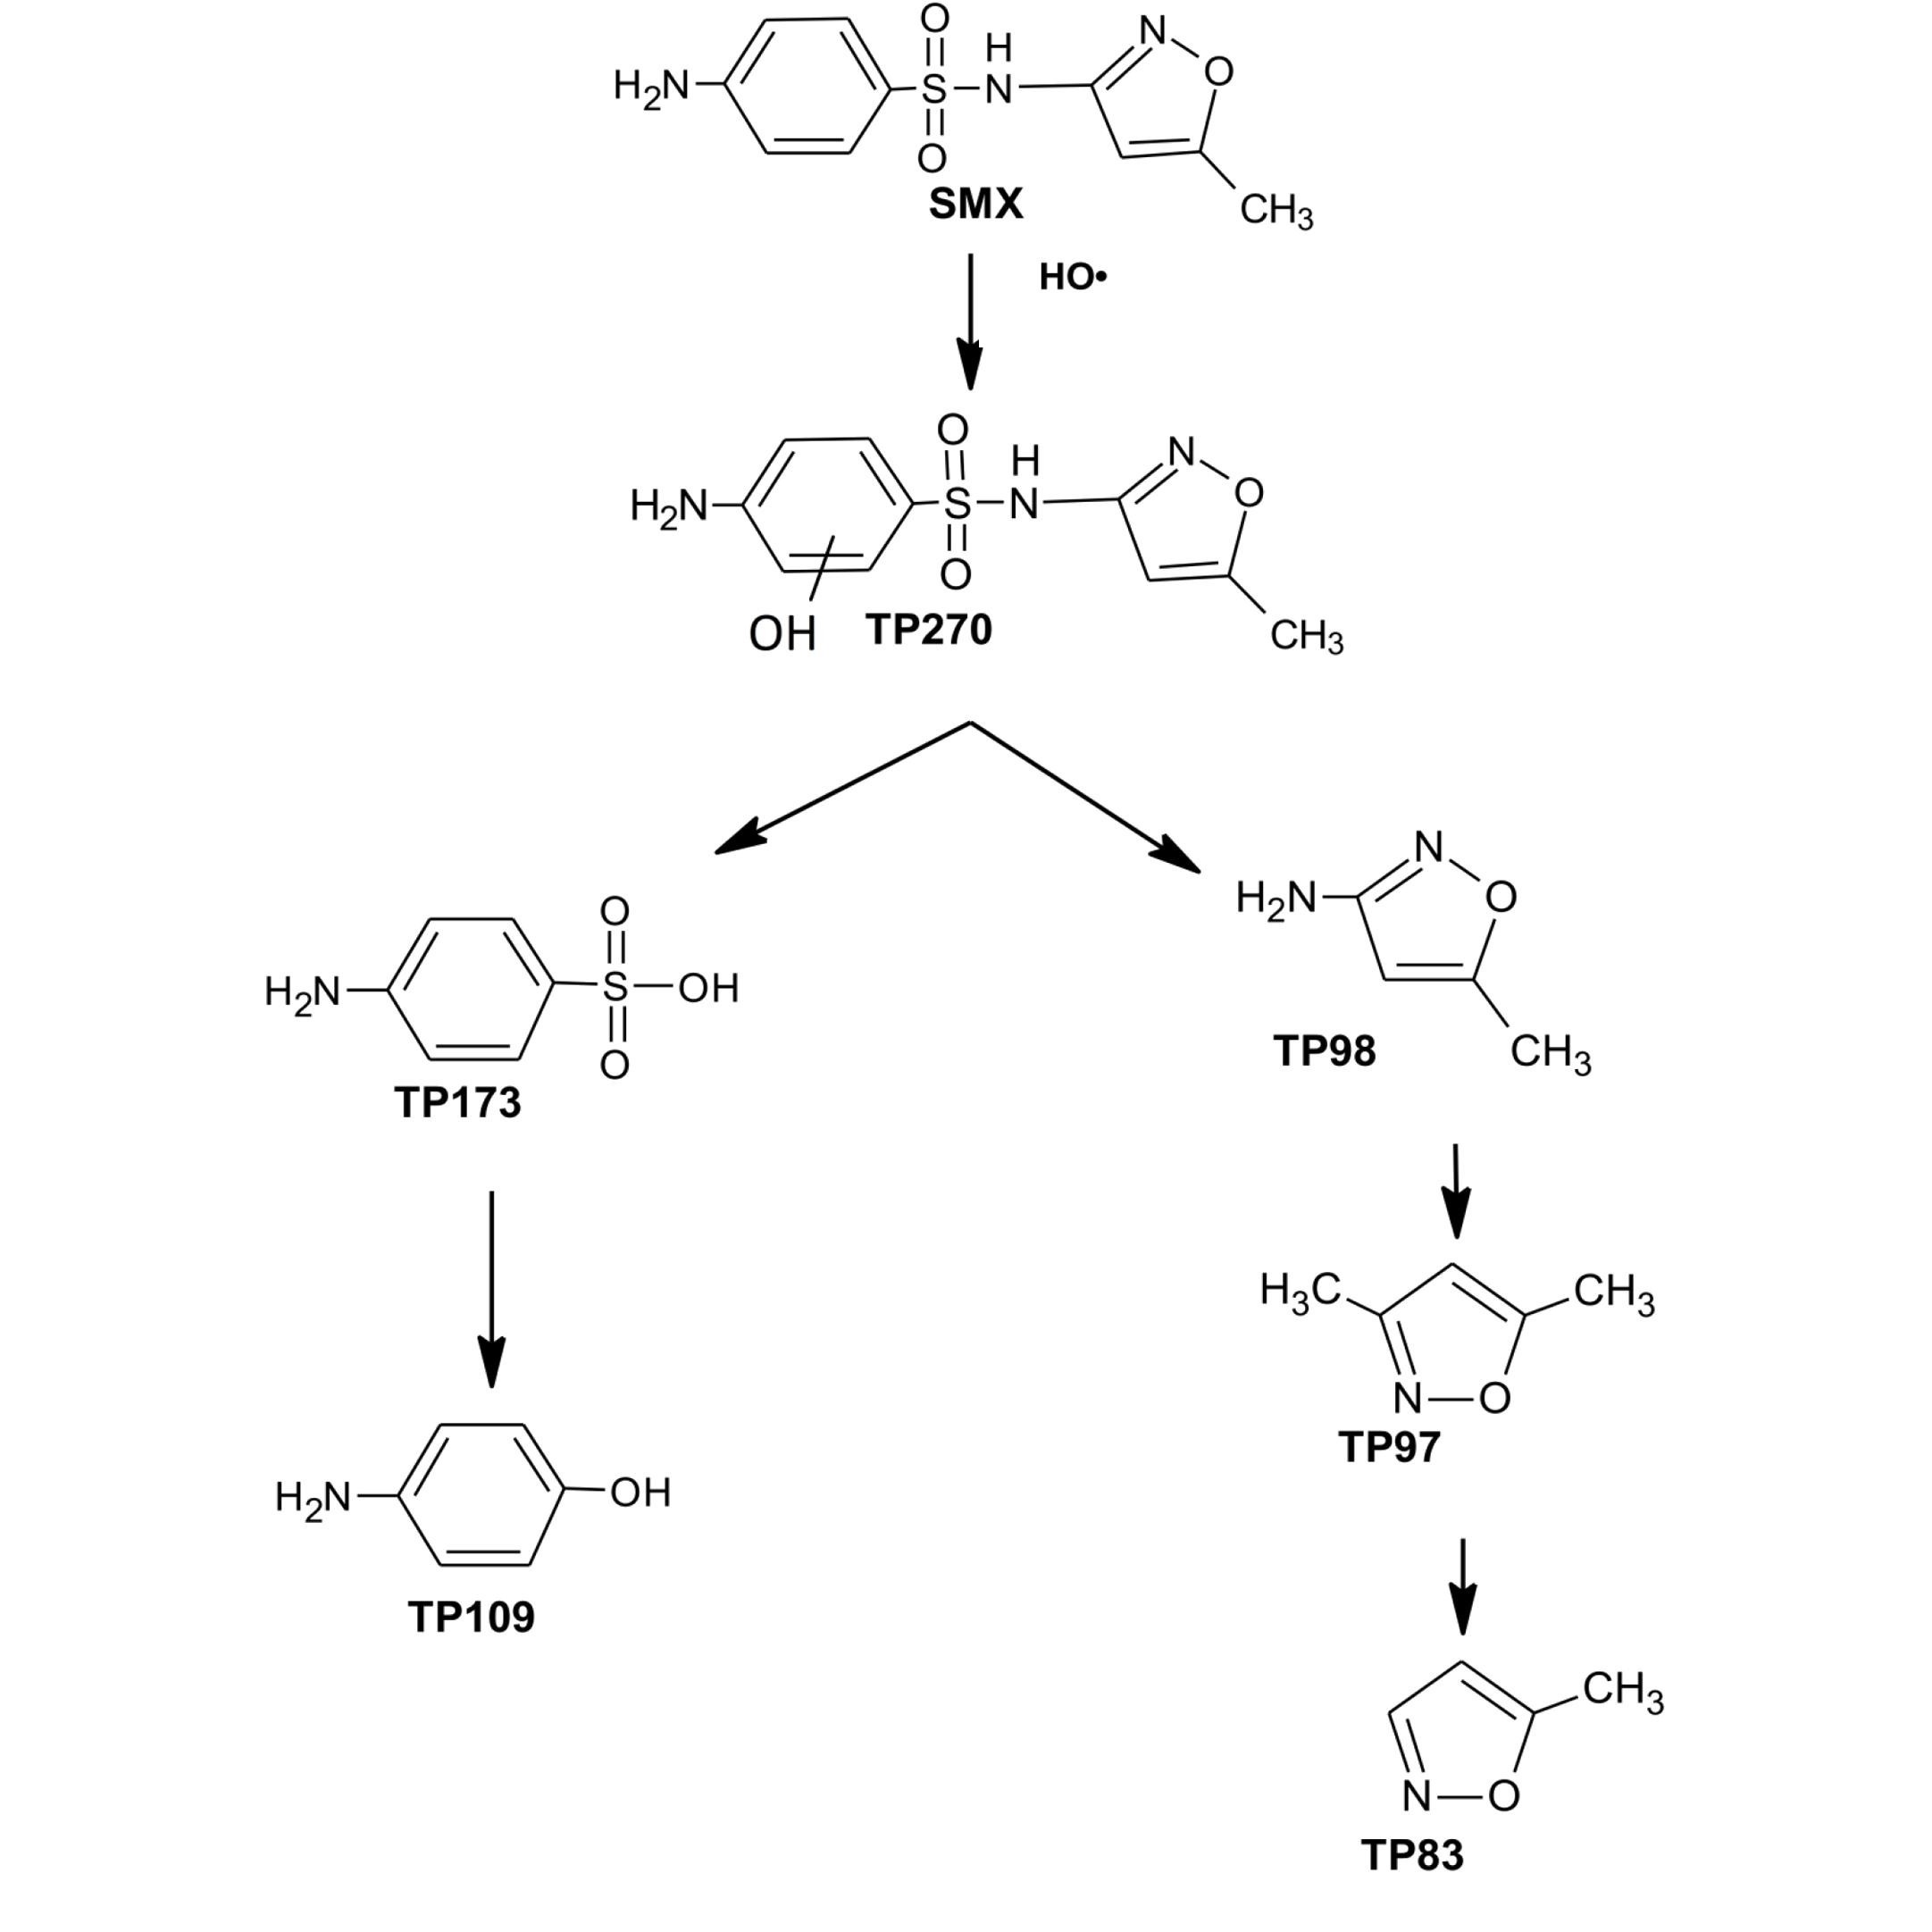 O
H
N
O
H₂N
S
N
O
CH₃
SMX
HO•
O
H
N
O
H₂N
S
N
O
OH
TP270
CH₃
N
H₂N
O
O
H₂N
S
OH
O
TP98
CH₃
TP173
H₃C
CH₃
N
O
TP97
H₂N
OH
TP109
CH₃
N
O
TP83